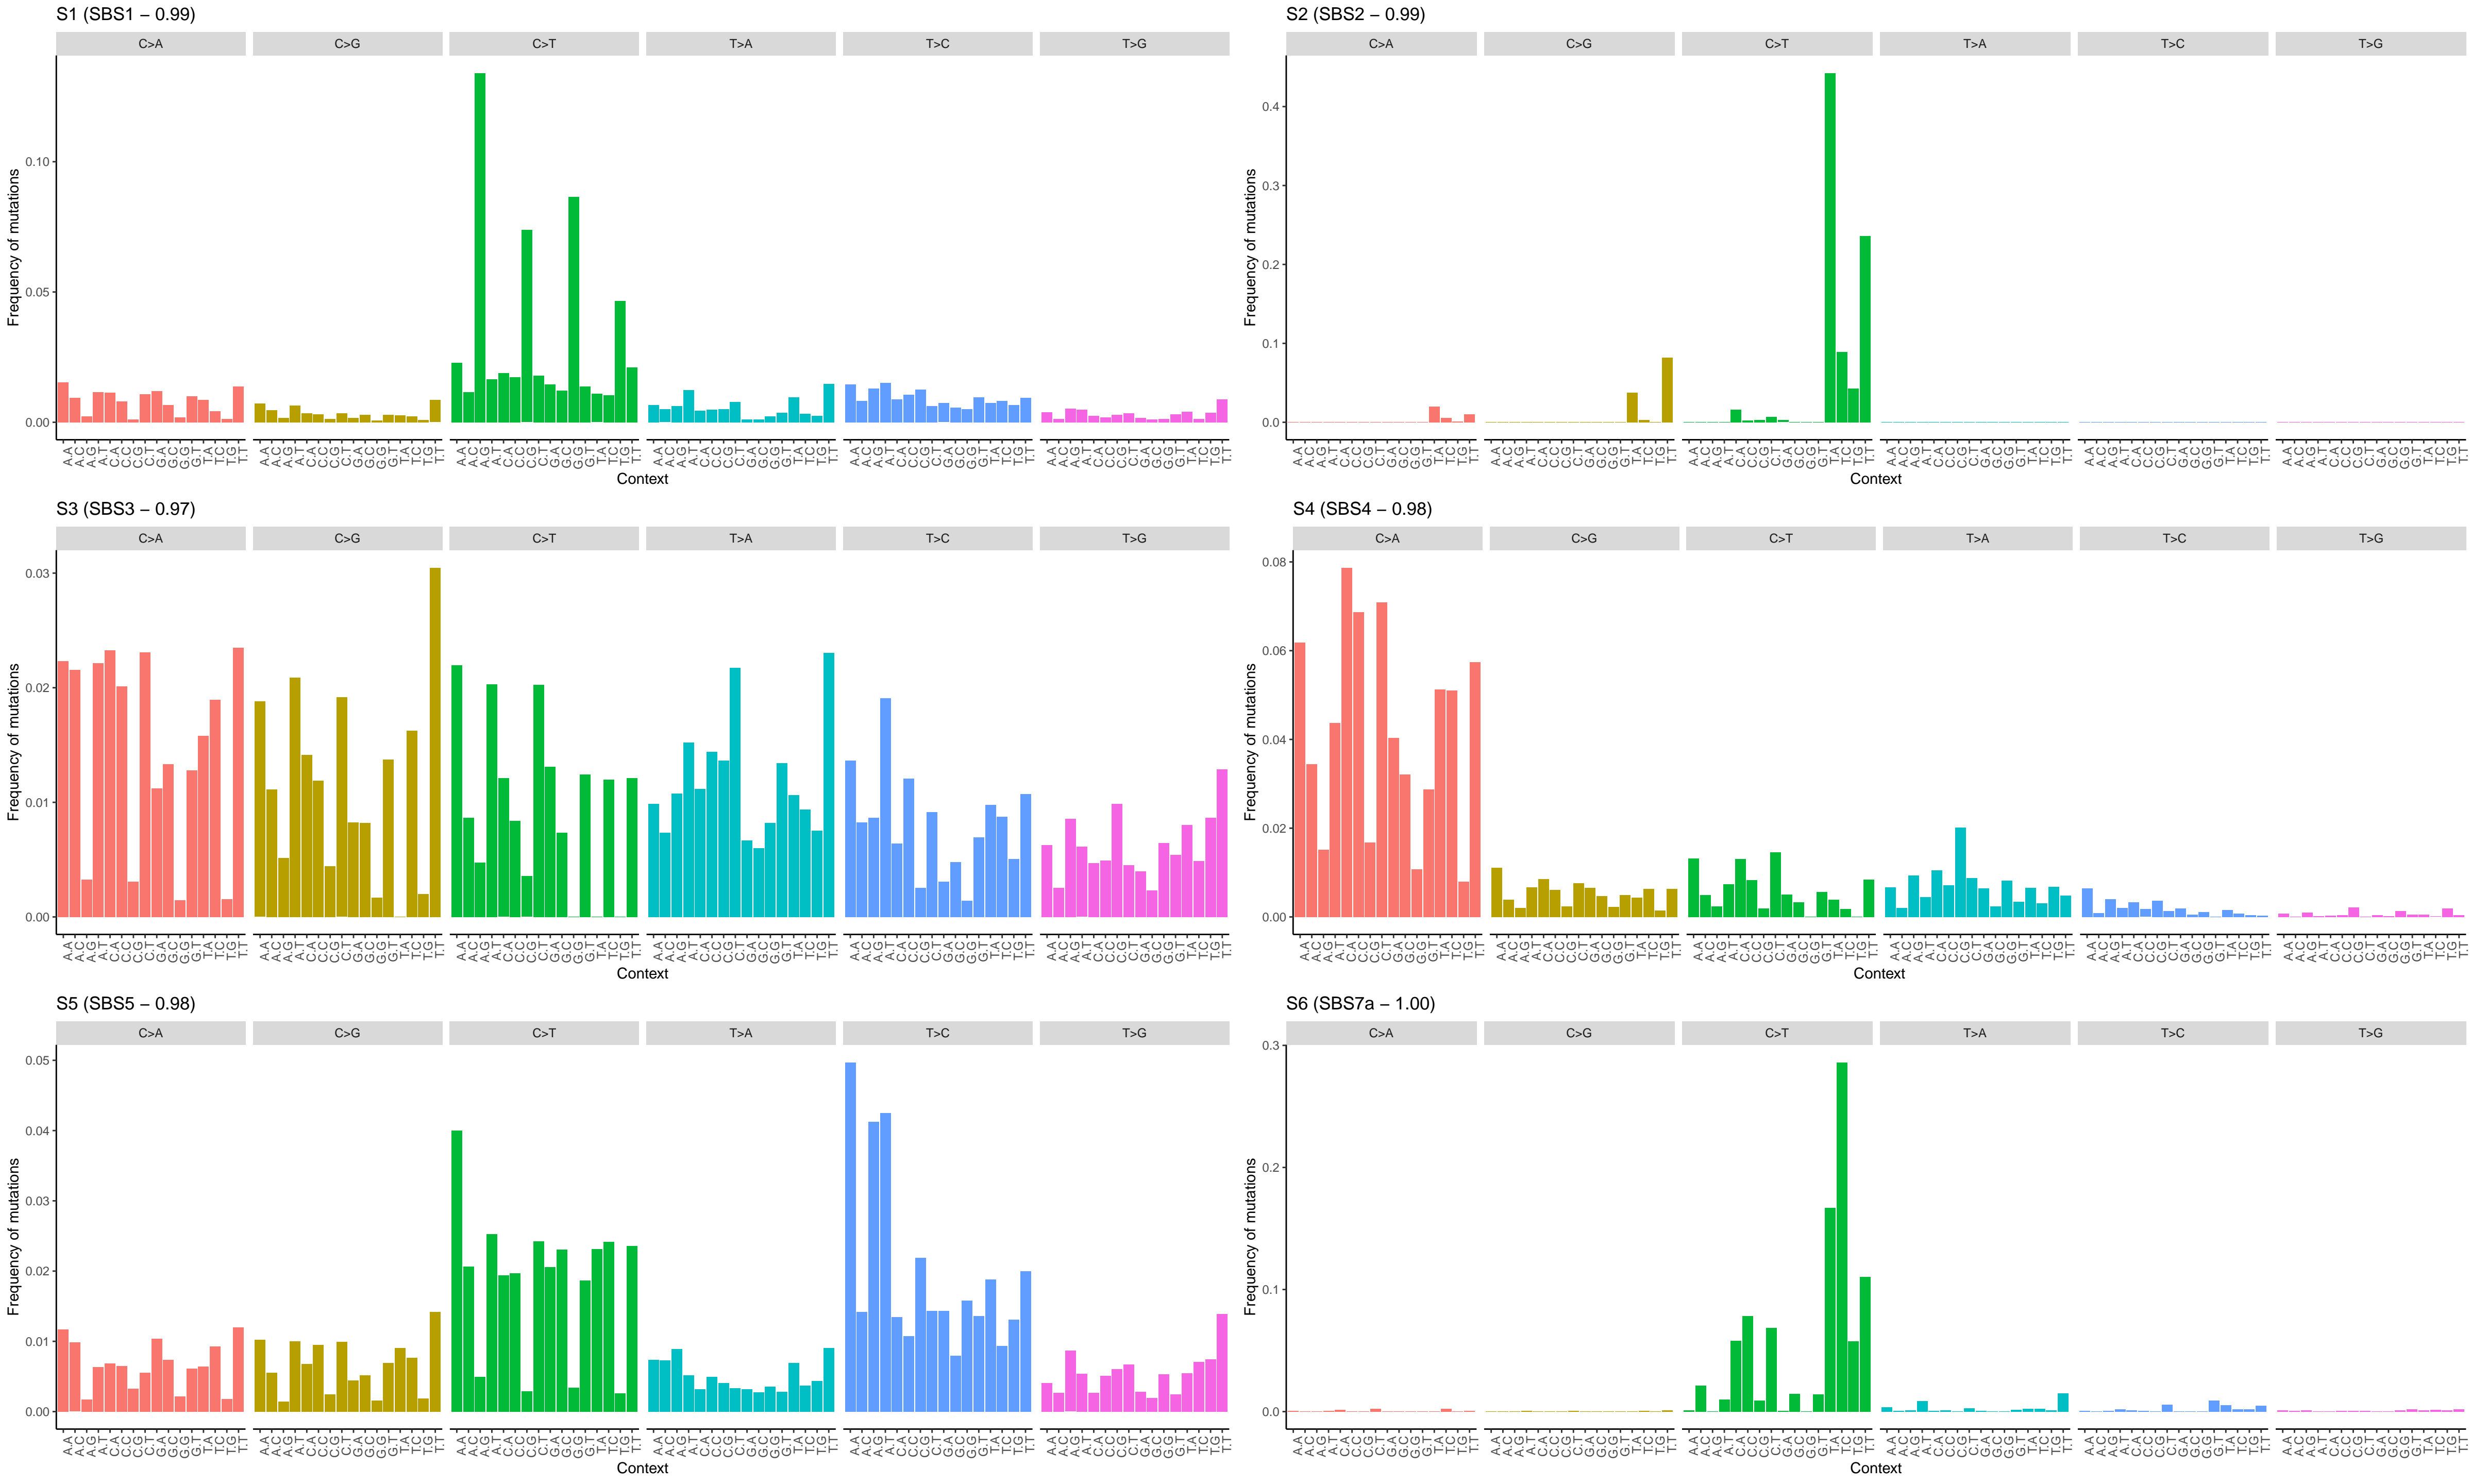 S1 (SBS1 – 0.99)
C>A C>G C>T T>A T>C T>G
Frequency of mutations
0.10
0.05
0.00
A.A A.C A.G A.T C.A C.C C.G C.T G.A G.C G.G G.T T.A T.C T.G T.T
Context
S2 (SBS2 – 0.99)
C>A C>G C>T T>A T>C T>G
Frequency of mutations
0.4
0.3
0.2
0.1
0.0
A.A A.C A.G A.T C.A C.C C.G C.T G.A G.C G.G G.T T.A T.C T.G T.T
Context
S3 (SBS3 – 0.97)
C>A C>G C>T T>A T>C T>G
Frequency of mutations
0.03
0.02
0.01
0.00
A.A A.C A.G A.T C.A C.C C.G C.T G.A G.C G.G G.T T.A T.C T.G T.T
Context
S4 (SBS4 – 0.98)
C>A C>G C>T T>A T>C T>G
Frequency of mutations
0.08
0.06
0.04
0.02
0.00
A.A A.C A.G A.T C.A C.C C.G C.T G.A G.C G.G G.T T.A T.C T.G T.T
Context
S5 (SBS5 – 0.98)
C>A C>G C>T T>A T>C T>G
Frequency of mutations
0.05
0.04
0.03
0.02
0.01
0.00
A.A A.C A.G A.T C.A C.C C.G C.T G.A G.C G.G G.T T.A T.C T.G T.T
Context
S6 (SBS7a – 1.00)
C>A C>G C>T T>A T>C T>G
Frequency of mutations
0.3
0.2
0.1
0.0
A.A A.C A.G A.T C.A C.C C.G C.T G.A G.C G.G G.T T.A T.C T.G T.T
Context